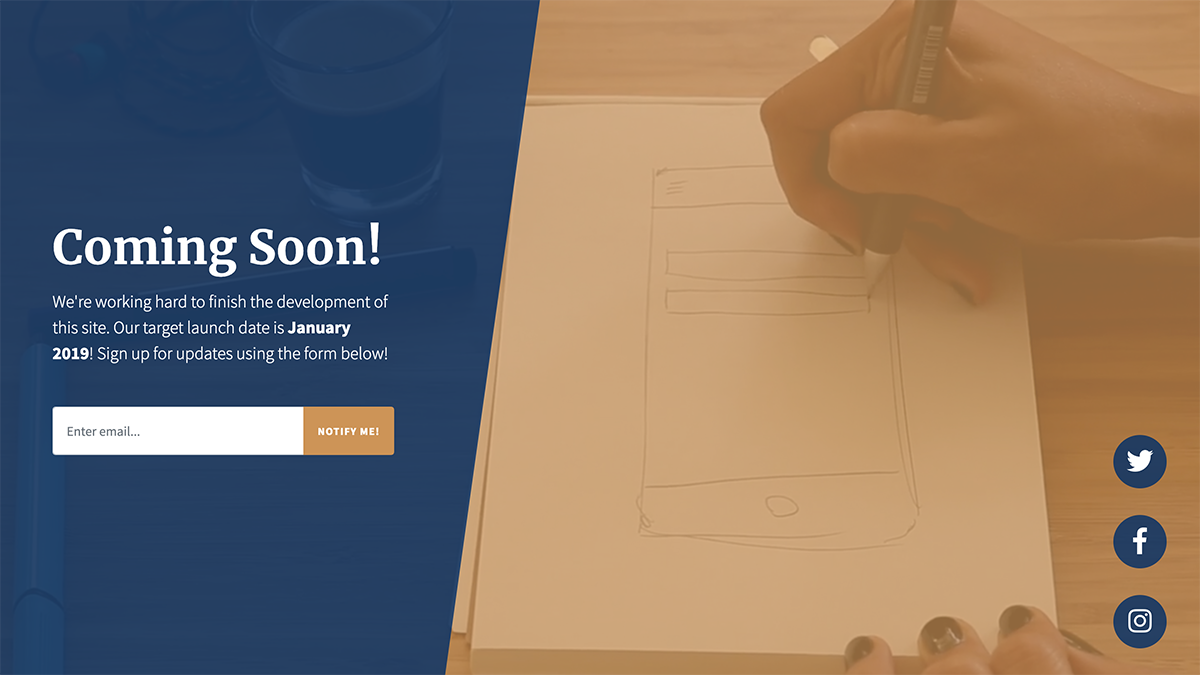 Coming Soon!
We're working hard to finish the development of
this site. Our target launch date is January
2019! Sign up for updates using the form below!
Enter email...
NOTIFY ME!